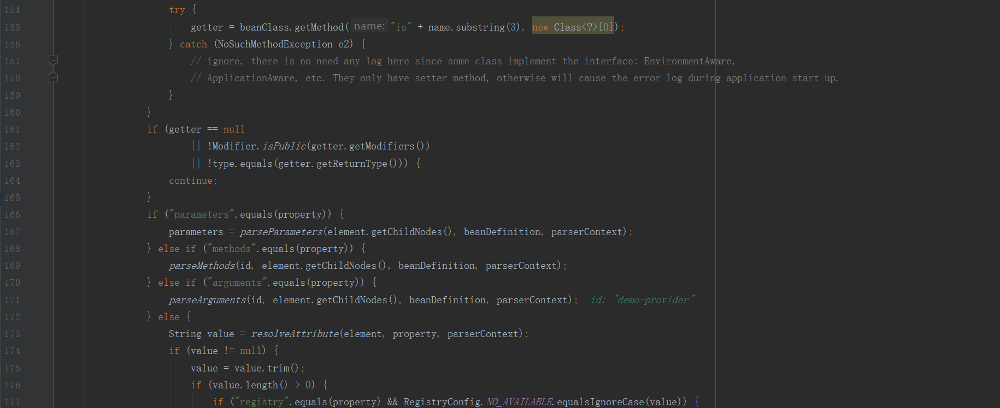 154 try {
155 getter = beanClass.getMethod( name: "is" + name.substring(3), new Class<?>[0]);
156 } catch (NoSuchMethodException e2) {
157 // ignore, there is no need any log here since some class implement the interface: EnvironmentAware,
158 // ApplicationAware, etc. They only have setter method, otherwise will cause the error log during application start up.
159 }
160 }
161 if (getter == null
162 || !Modifier.isPublic(getter.getModifiers())
163 || !type.equals(getter.getReturnType())) {
164 continue;
165 }
166 if ("parameters".equals(property)) {
167 parameters = parseParameters(element.getChildNodes(), beanDefinition, parserContext);
168 } else if ("methods".equals(property)) {
169 parseMethods(id, element.getChildNodes(), beanDefinition, parserContext);
170 } else if ("arguments".equals(property)) {
171 parseArguments(id, element.getChildNodes(), beanDefinition, parserContext); id: "demo-provider"
172 } else {
173 String value = resolveAttribute(element, property, parserContext);
174 if (value != null) {
175 value = value.trim();
176 if (value.length() > 0) {
177 if ("registry".equals(property) && RegistryConfig.NO_AVAILABLE.equalsIgnoreCase(value)) {